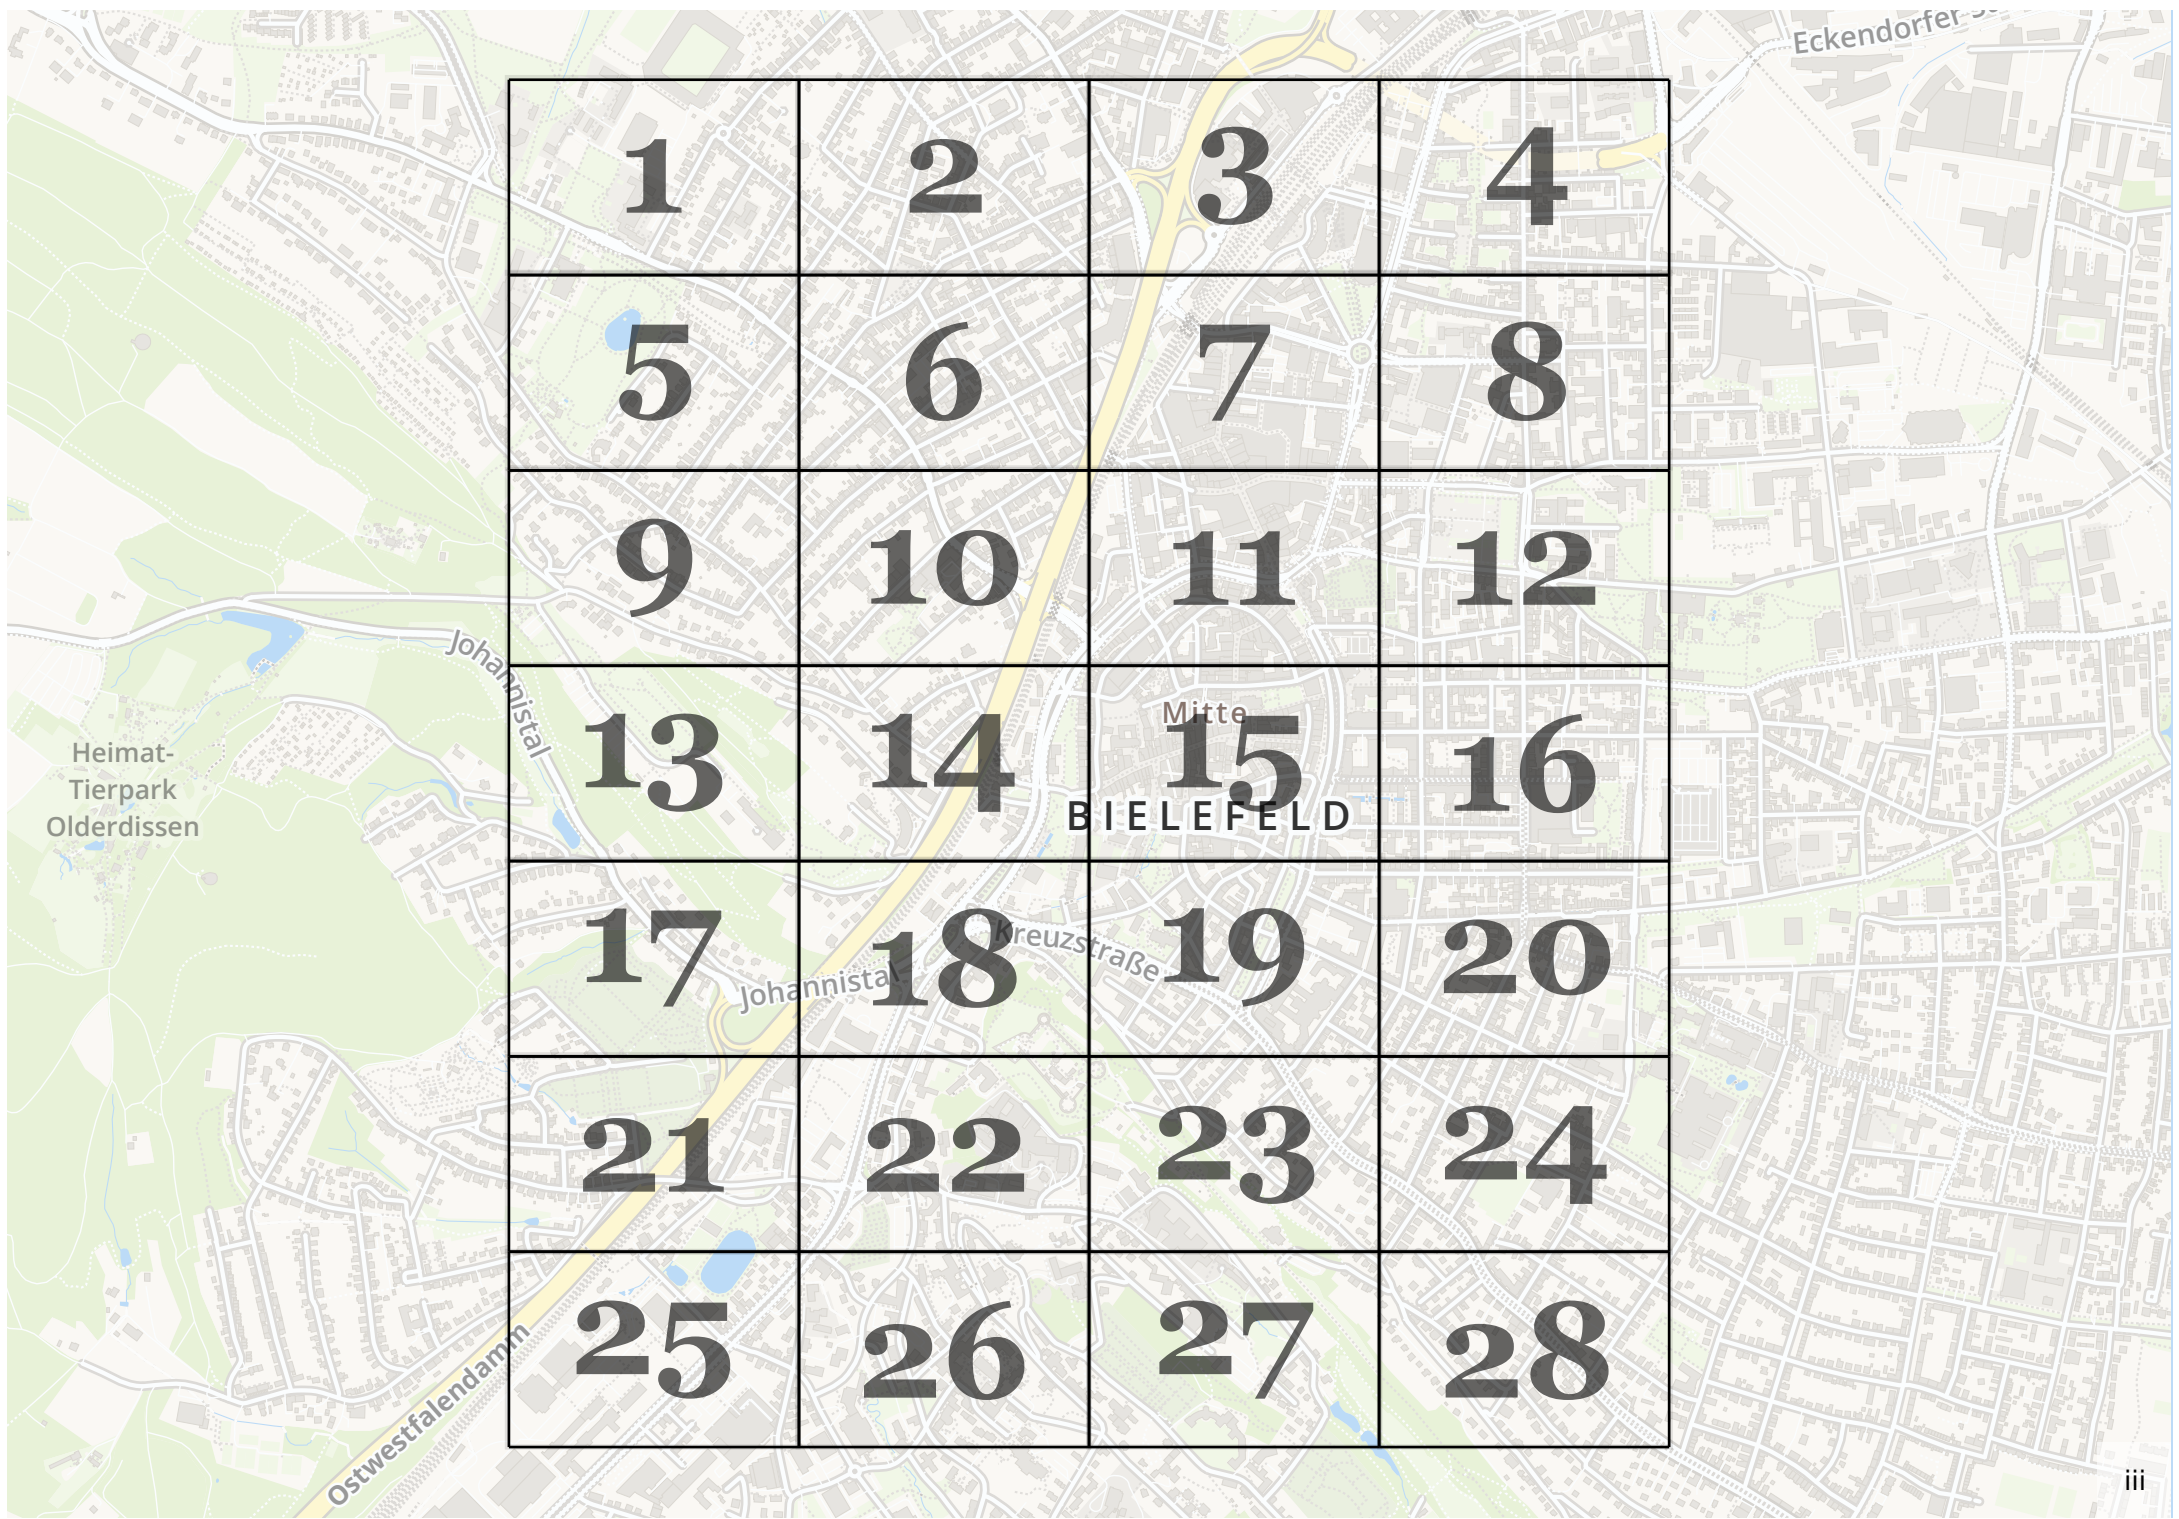 Eckendorfer
1
2
3
4
5
6
7
8
9
10
11
12
Johannistal
13
14
Mitte
15
16
Heimat-
Tierpark
Olderdissen
BIELEFELD
17
18
Kreuzstraße
19
20
Johannistal
21
22
23
24
25
26
27
28
Ostwestfalendamm
iii